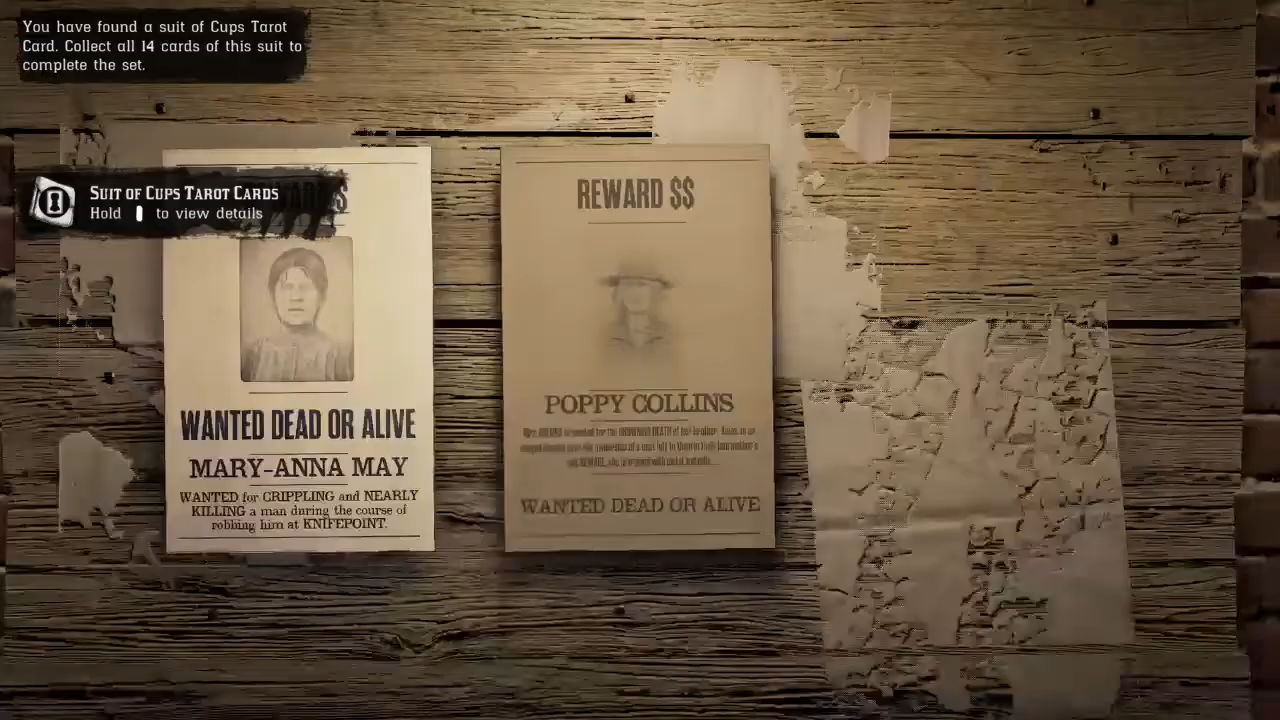 You have found a suit of Cups Tarot
Card. Collect all 14 cards of this suit to
complete the set.
SUIT OF CUPS TAROT CARDS
Hold to view details
WANTED DEAD OR ALIVE
MARY-ANNA MAY
WANTED for CRIPPLING and NEARLY
KILLING a man during the course of
robbing him at KNIFEPOINT.
REWARD $$
POPPY COLLINS
WANTED DEAD OR ALIVE